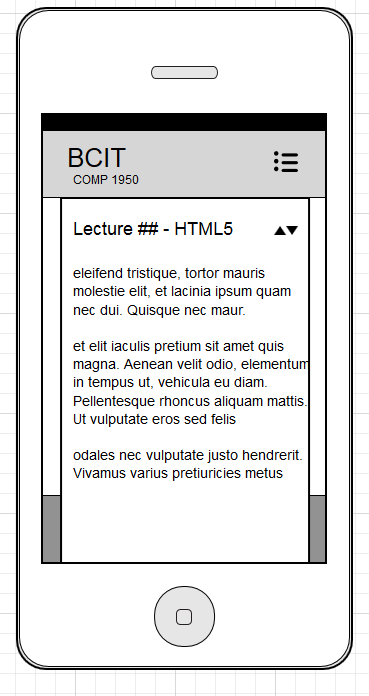 BCIT
COMP 1950
Lecture ## - HTML5
eleifend tristique, tortor mauris
molestie elit, et lacinia ipsum quam
nec dui. Quisque nec maur.
et elit iaculis pretium sit amet quis
magna. Aenean velit odio, elementum
in tempus ut, vehicula eu diam.
Pellentesque rhoncus aliquam mattis.
Ut vulputate eros sed felis
odales nec vulputate justo hendrerit.
Vivamus varius pretiuricies metus